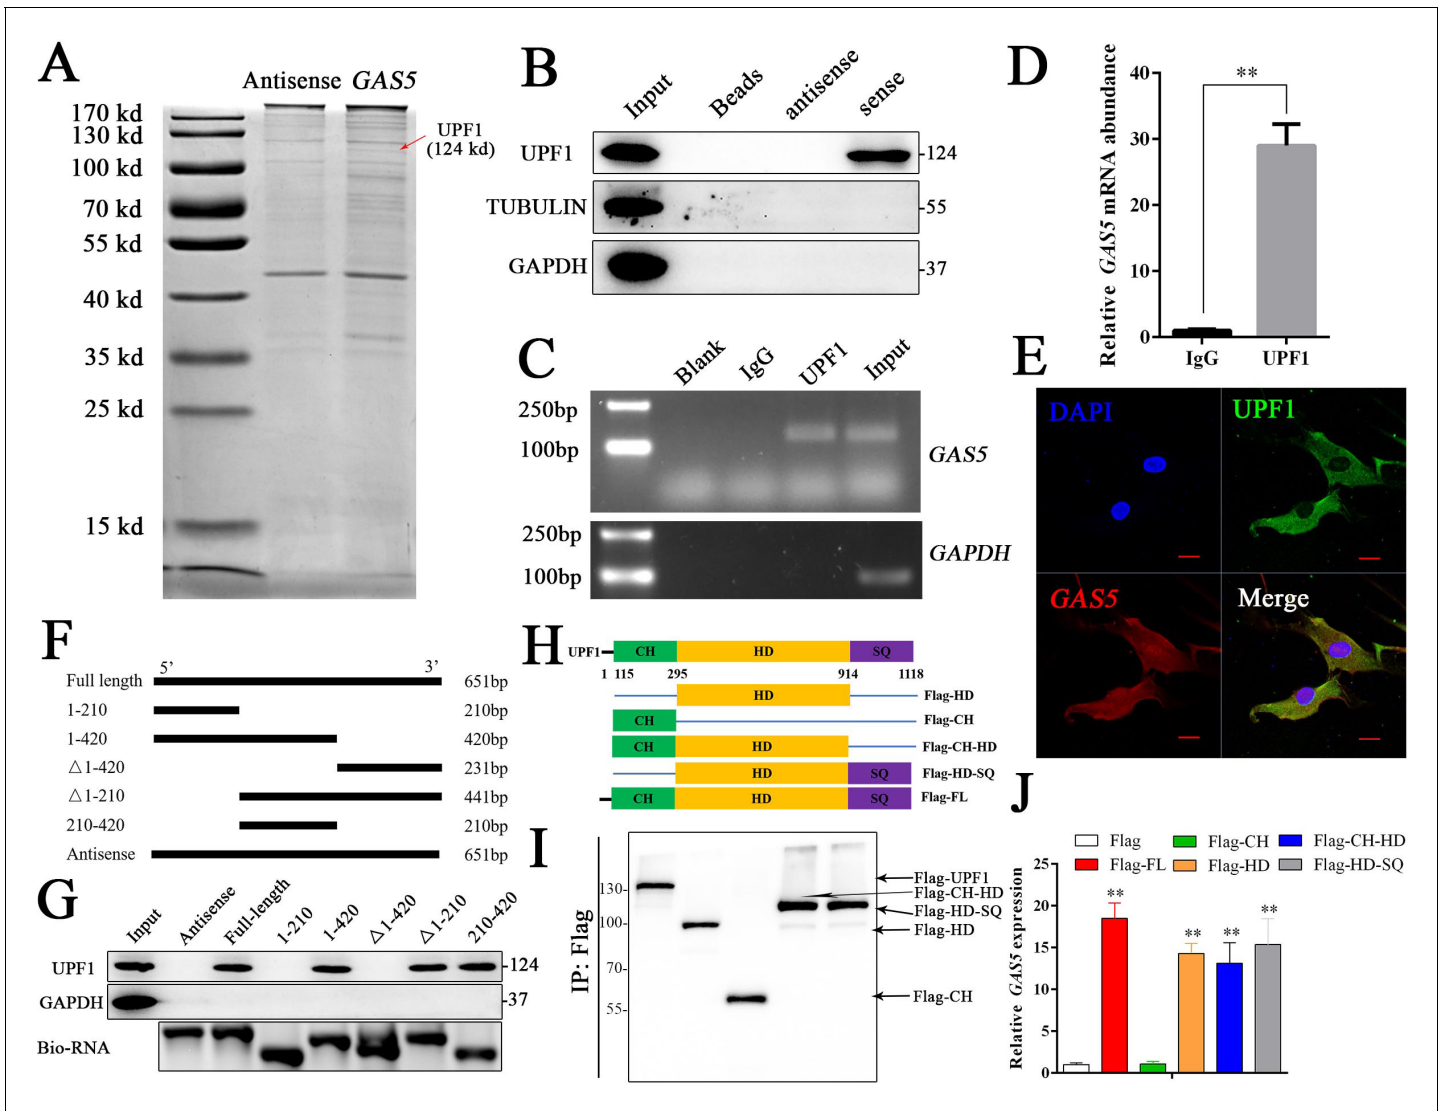 A
Antisense GAS5
170 kd
130 kd
100 kd
70 kd
55 kd
40 kd
35 kd
25 kd
15 kd
UPF1
(124 kd)
B
Input Beads antisense sense
UPF1 -124
TUBULIN -55
GAPDH -37
C
Blank IgG UPF1 Input
250bp
100bp
GAS5
250bp
100bp
GAPDH
D
Relative GAS5 mRNA abundance
40
30
20
10
0
**
IgG UPF1
E
DAPI UPF1
GAS5 Merge
F
5’ 3’
Full length 651bp
1-210 210bp
1-420 420bp
△1-420 231bp
△1-210 441bp
210-420 210bp
Antisense 651bp
G
Input Antisense Full-length 1-210 1-420 △1-420 △1-210 210-420
UPF1 -124
GAPDH -37
Bio-RNA
H
UPF1 CH HD SQ
1 115 295 914 1118
HD Flag-HD
CH Flag-CH
CH HD Flag-CH-HD
HD SQ Flag-HD-SQ
CH HD SQ Flag-FL
I
IP: Flag
130-
100-
70-
55-
Flag-UPF1
Flag-CH-HD
Flag-HD-SQ
Flag-HD
Flag-CH
J
Flag Flag-CH Flag-CH-HD
Flag-FL Flag-HD Flag-HD-SQ
Relative GAS5 expression
25
20
15
10
5
0
** ** ** **